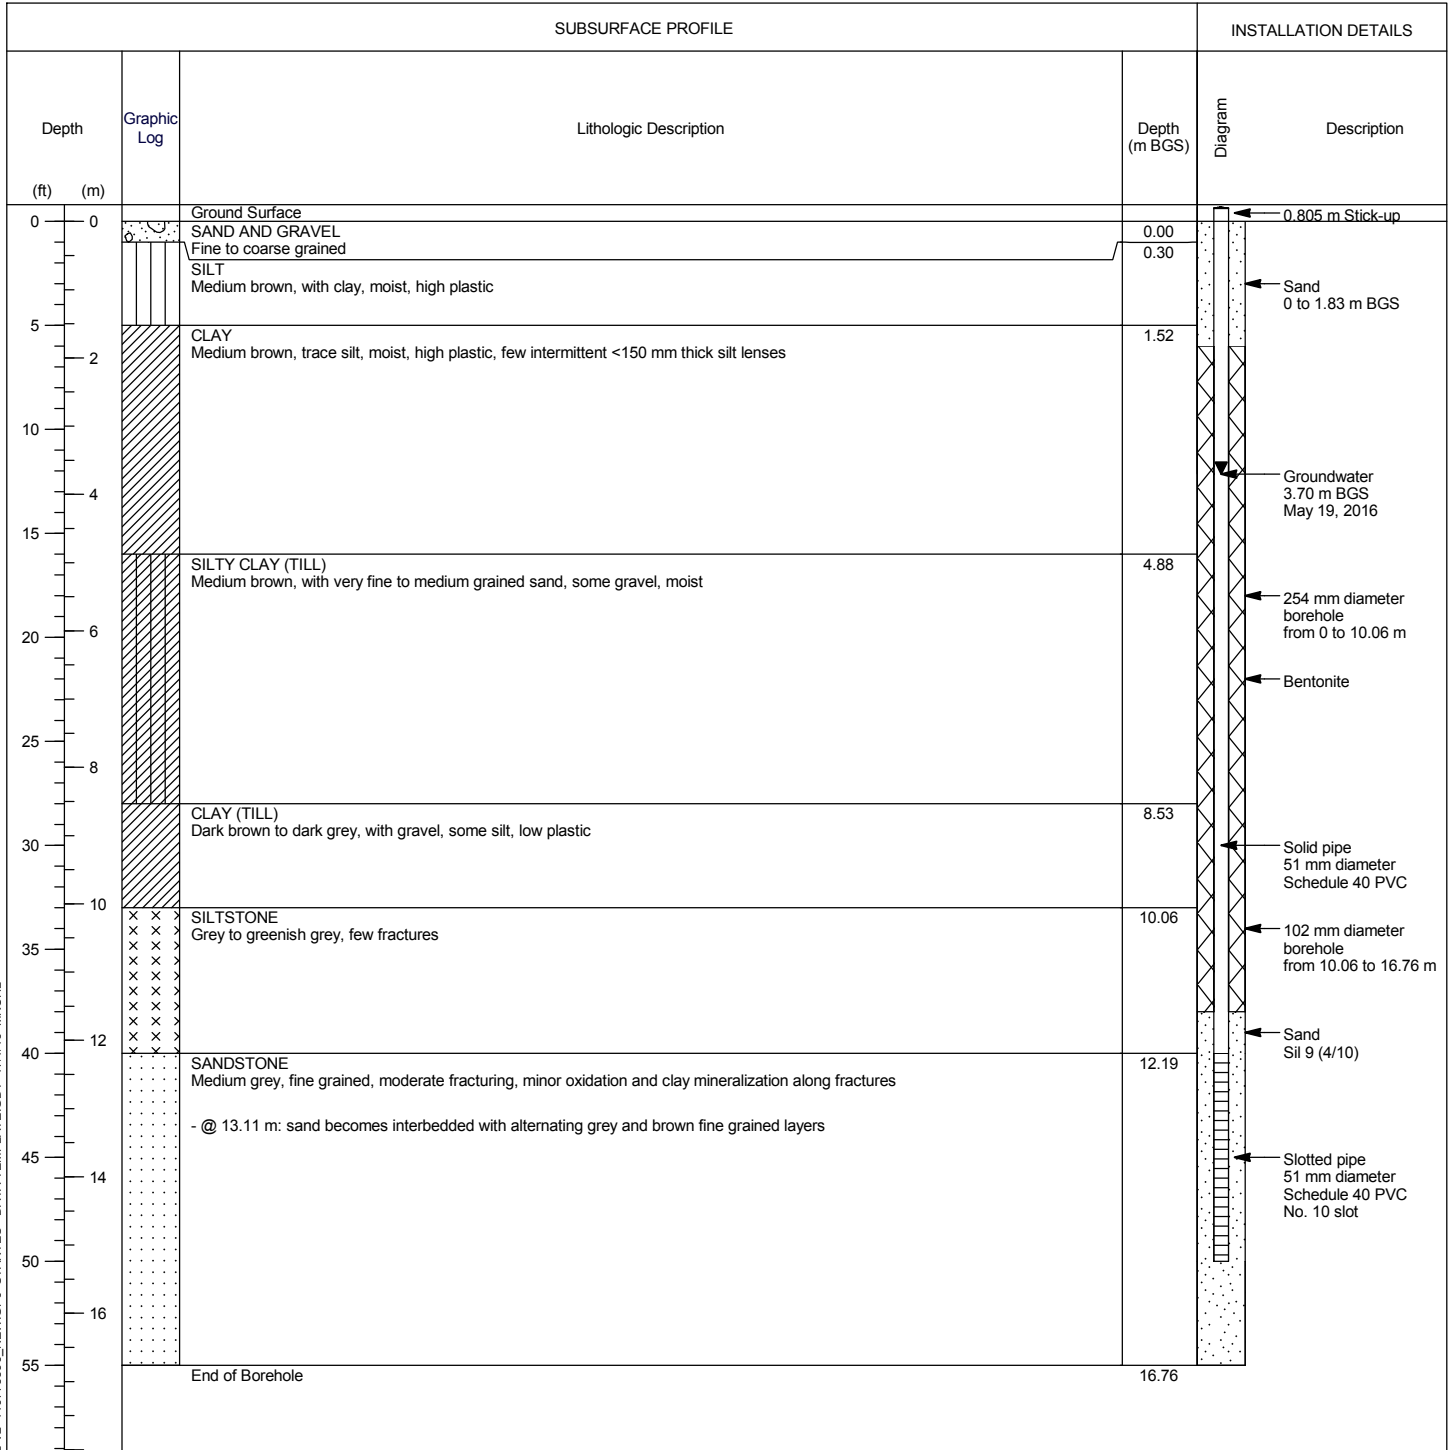 SUBSURFACE PROFILE
INSTALLATION DETAILS
Depth
Graphic
Log
Lithologic Description
Depth
(m BGS)
Diagram
Description
(ft) (m)
Ground Surface
0.805 m Stick-up
0 0
SAND AND GRAVEL
0.00
Fine to coarse grained
0.30
SILT
Medium brown, with clay, moist, high plastic
Sand
0 to 1.83 m BGS
5
CLAY
1.52
Medium brown, trace silt, moist, high plastic, few intermittent <150 mm thick silt lenses
2
10
Groundwater
3.70 m BGS
May 19, 2016
4
15
SILTY CLAY (TILL)
4.88
Medium brown, with very fine to medium grained sand, some gravel, moist
254 mm diameter
borehole
from 0 to 10.06 m
6
20
Bentonite
25
8
CLAY (TILL)
8.53
Dark brown to dark grey, with gravel, some silt, low plastic
30
Solid pipe
51 mm diameter
Schedule 40 PVC
10
SILTSTONE
10.06
Grey to greenish grey, few fractures
102 mm diameter
borehole
from 10.06 to 16.76 m
35
12
Sand
Sil 9 (4/10)
40
SANDSTONE
12.19
Medium grey, fine grained, moderate fracturing, minor oxidation and clay mineralization along fractures
- @ 13.11 m: sand becomes interbedded with alternating grey and brown fine grained layers
45
14
Slotted pipe
51 mm diameter
Schedule 40 PVC
No. 10 slot
50
16
55
End of Borehole
16.76